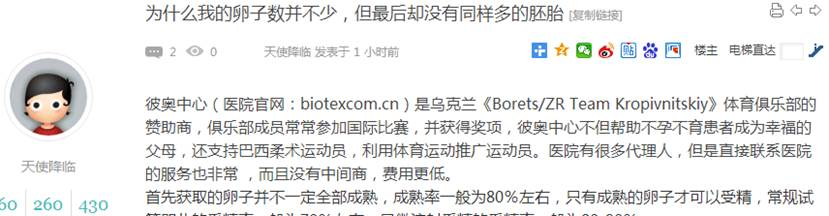 为什么我的卵子数并不少，但最后却没有同样多的胚胎 [复制链接]
2 0 天使降临 发表于 1 小时前 楼主 电梯直达
彼奥中心（医院官网：biotexcom.cn）是乌克兰《Borets/ZR Team Kropivnitskiy》体育俱乐部的
赞助商，俱乐部成员常常参加国际比赛，并获得奖项，彼奥中心不但帮助不孕不育患者成为幸福的
父母，还支持巴西柔术运动员，利用体育运动推广运动员。医院有很多代理人，但是直接联系医院
的服务也非常 ，而且没有中间商，费用更低。
首先获取的卵子并不一定全部成熟，成熟率一般为80%左右，只有成熟的卵子才可以受精，常规试
天使降临
260 430